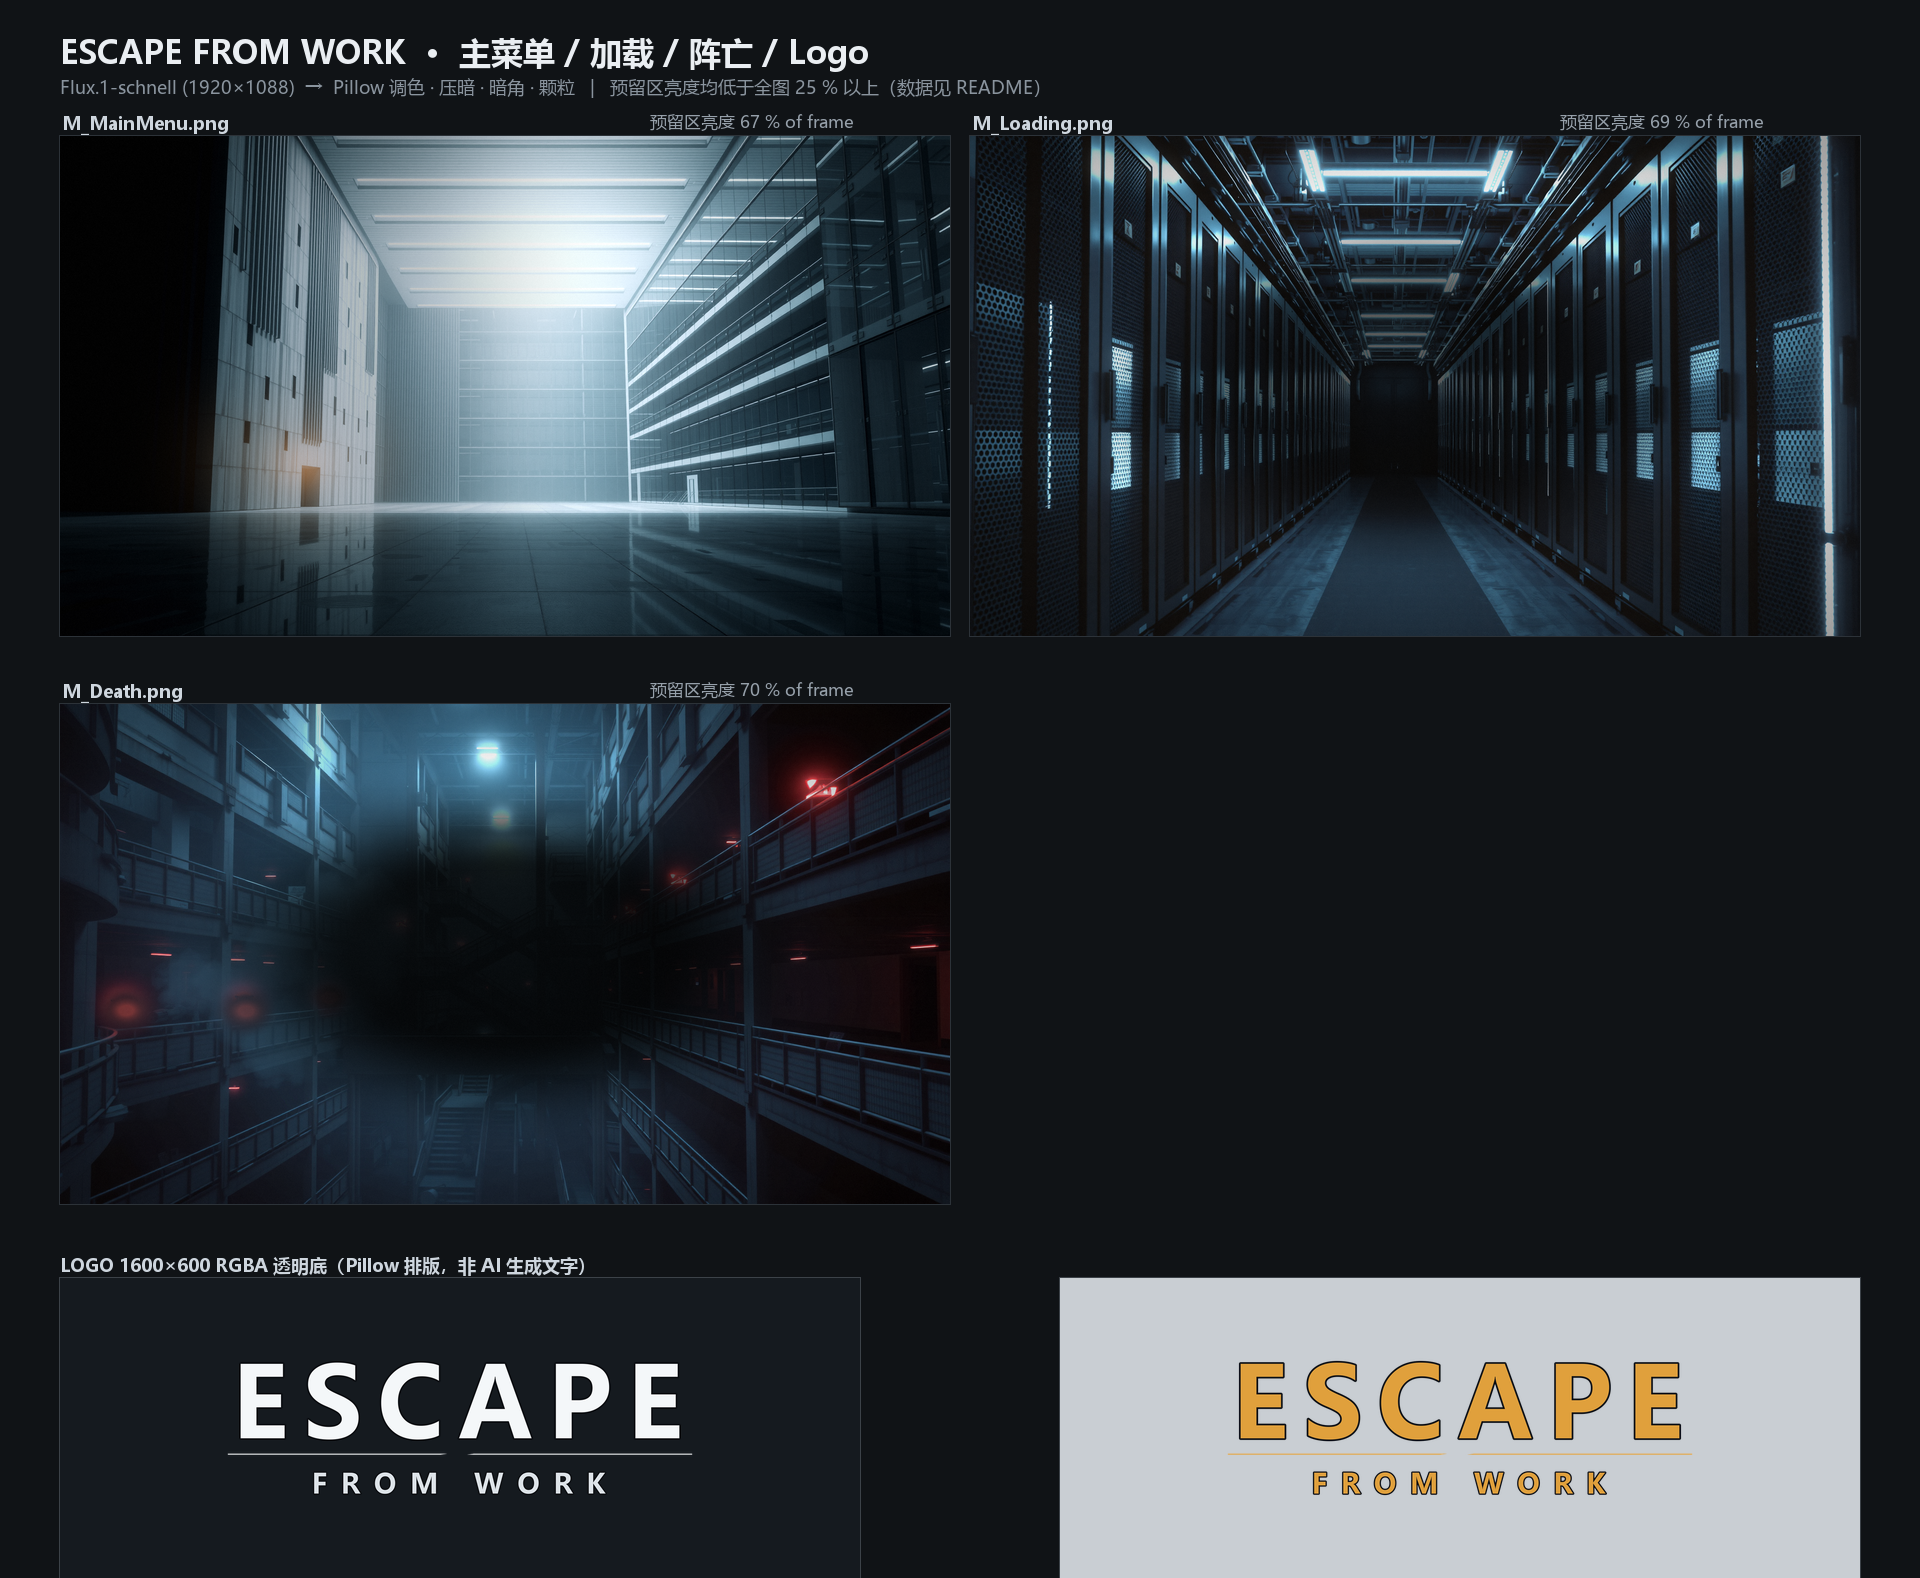 ESCAPE FROM WORK • 主菜单 / 加载 / 阵亡 / Logo
Flux.1-schnell (1920×1088) → Pillow 调色 · 压暗 · 暗角 · 颗粒 | 预留区亮度均低于全图 25 % 以上（数据见 README）
M_MainMenu.png
预留区亮度 67 % of frame
M_Loading.png
预留区亮度 69 % of frame
M_Death.png
预留区亮度 70 % of frame
LOGO 1600×600 RGBA 透明底（Pillow 排版，非 AI 生成文字）
ESCAPE
FROM WORK
ESCAPE
FROM WORK